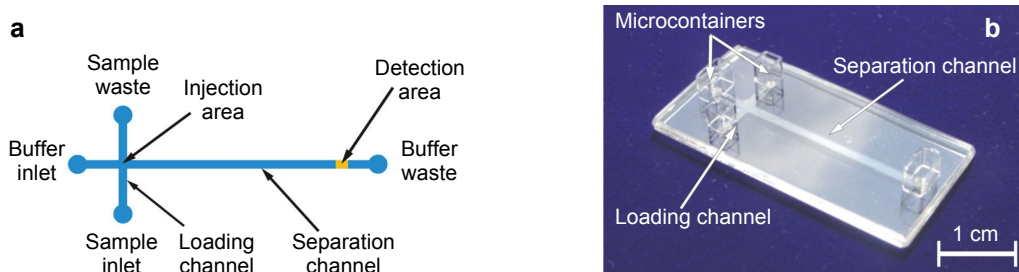 a
Sample
waste
Injection
area
Detection
area
Buffer
inlet
Buffer
waste
Sample
inlet
Loading
channel
Separation
channel
b
Microcontainers
Separation channel
Loading channel
1 cm